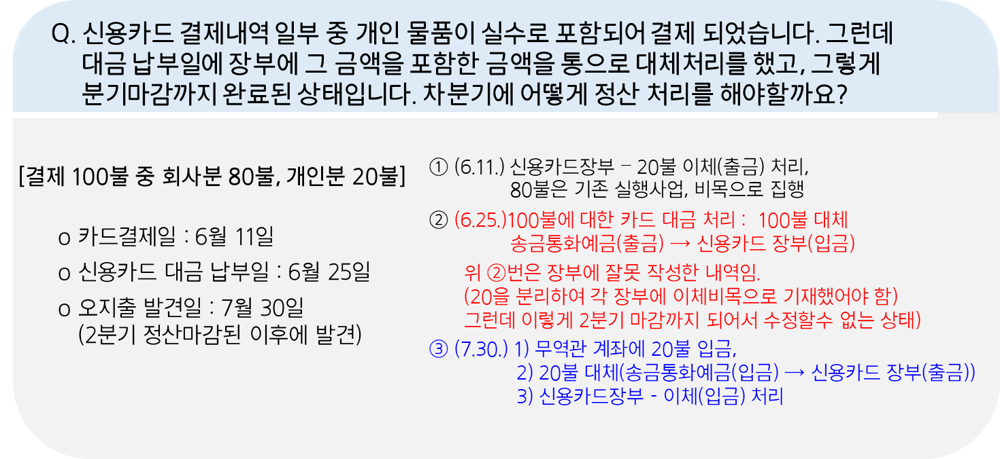 Q. 신용카드 결제내역 일부 중 개인 물품이 실수로 포함되어 결제 되었습니다. 그런데
대금 납부일에 장부에 그 금액을 포함한 금액을 통으로 대체처리를 했고, 그렇게
분기마감까지 완료된 상태입니다. 차분기에 어떻게 정산 처리를 해야할까요?
[결제 100불 중 회사분 80불, 개인분 20불]
o 카드결제일 : 6월 11일
o 신용카드 대금 납부일 : 6월 25일
o 오지출 발견일 : 7월 30일
(2분기 정산마감된 이후에 발견)
① (6.11.) 신용카드장부 – 20불 이체(출금) 처리,
80불은 기존 실행사업, 비목으로 집행
② (6.25.)100불에 대한 카드 대금 처리 : 100불 대체
송금통화예금(출금) → 신용카드 장부(입금)
위 ②번은 장부에 잘못 작성한 내역임.
(20을 분리하여 각 장부에 이체비목으로 기재했어야 함)
그런데 이렇게 2분기 마감까지 되어서 수정할수 없는 상태)
③ (7.30.) 1) 무역관 계좌에 20불 입금,
2) 20불 대체(송금통화예금(입금) → 신용카드 장부(출금))
3) 신용카드장부 - 이체(입금) 처리